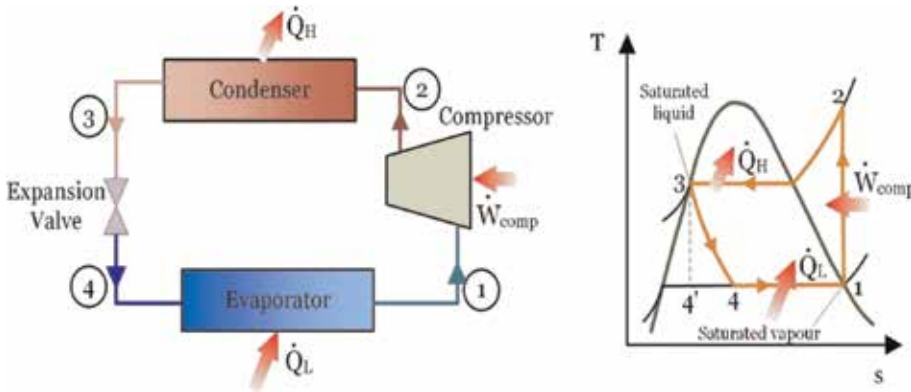 Q̇H
Condenser
2
Compressor
3
Expansion
Valve
Ẇcomp
4
Evaporator
1
Q̇L
T
Saturated
liquid
2
Q̇H
3
Ẇcomp
Q̇L
4'
4
1
Saturated vapour
s